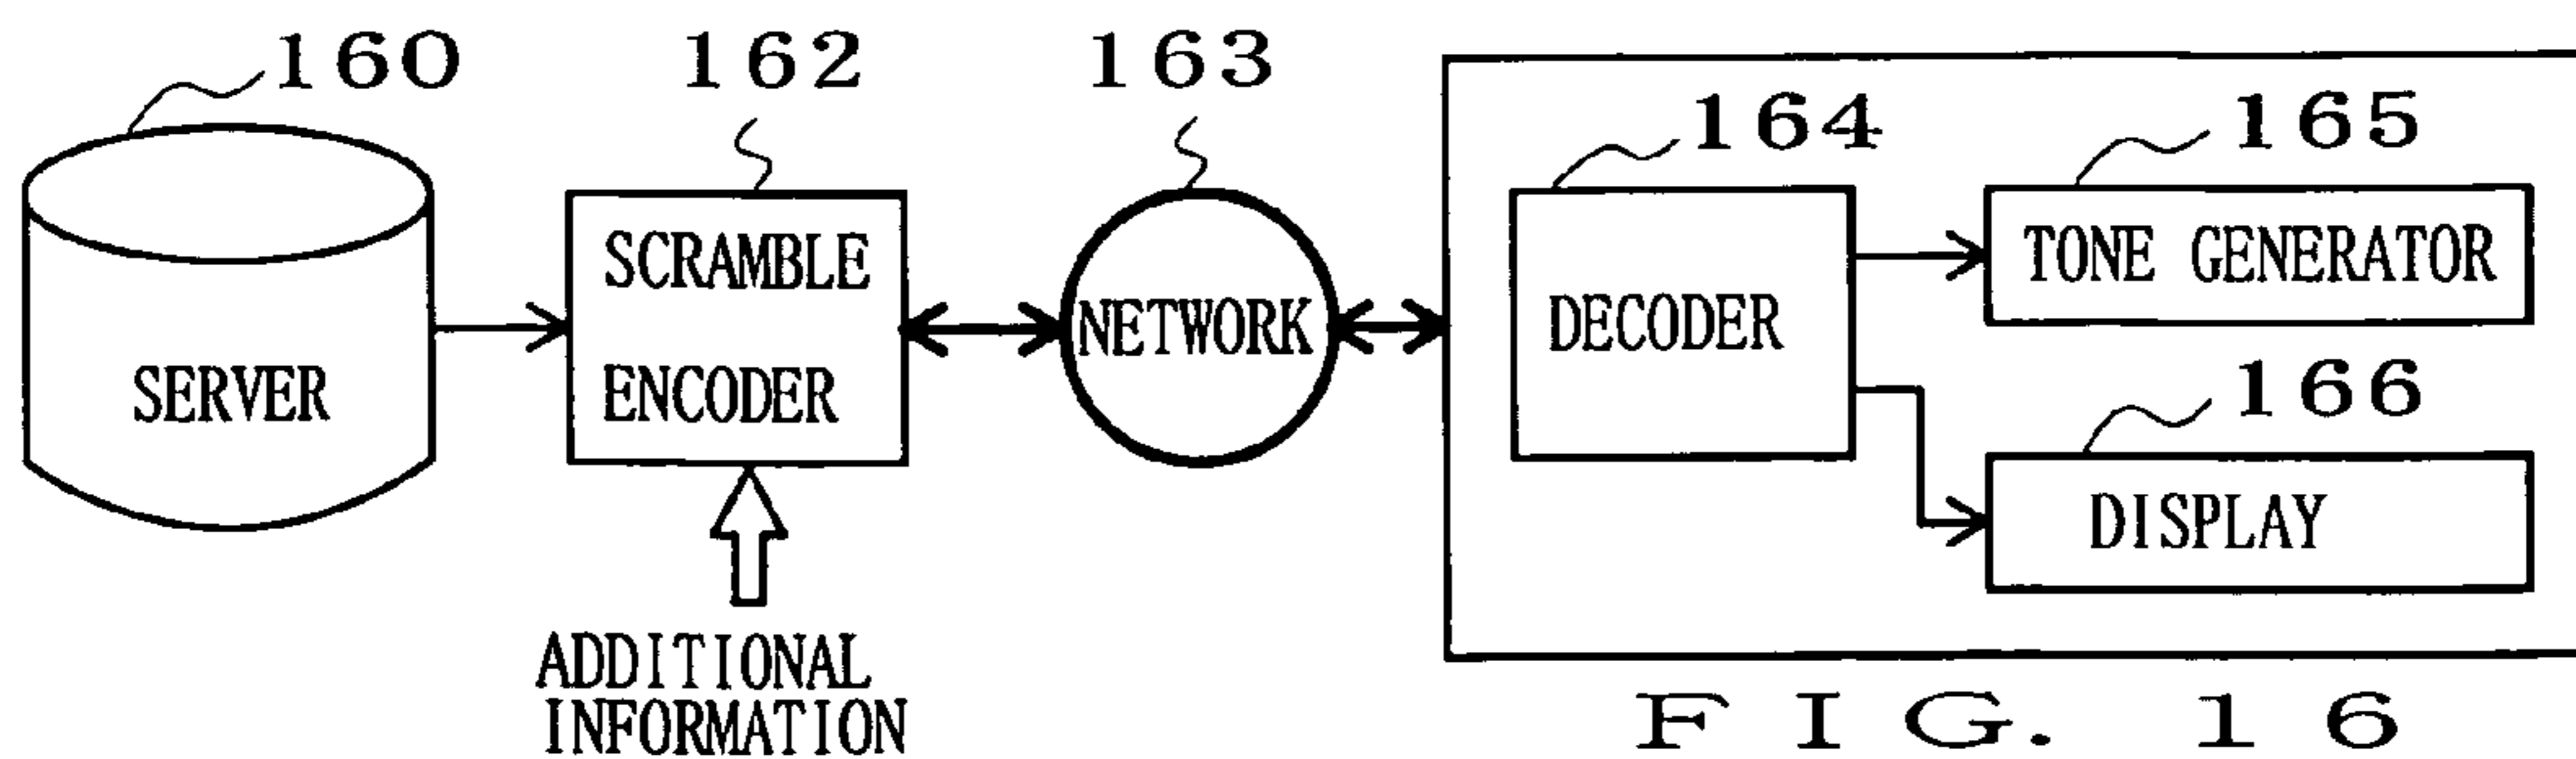 160
162
163
164
165
SERVER
SCRAMBLE
ENCODER
NETWORK
DECODER
TONE GENERATOR
166
DISPLAY
ADDITIONAL
INFORMATION
FIG. 16